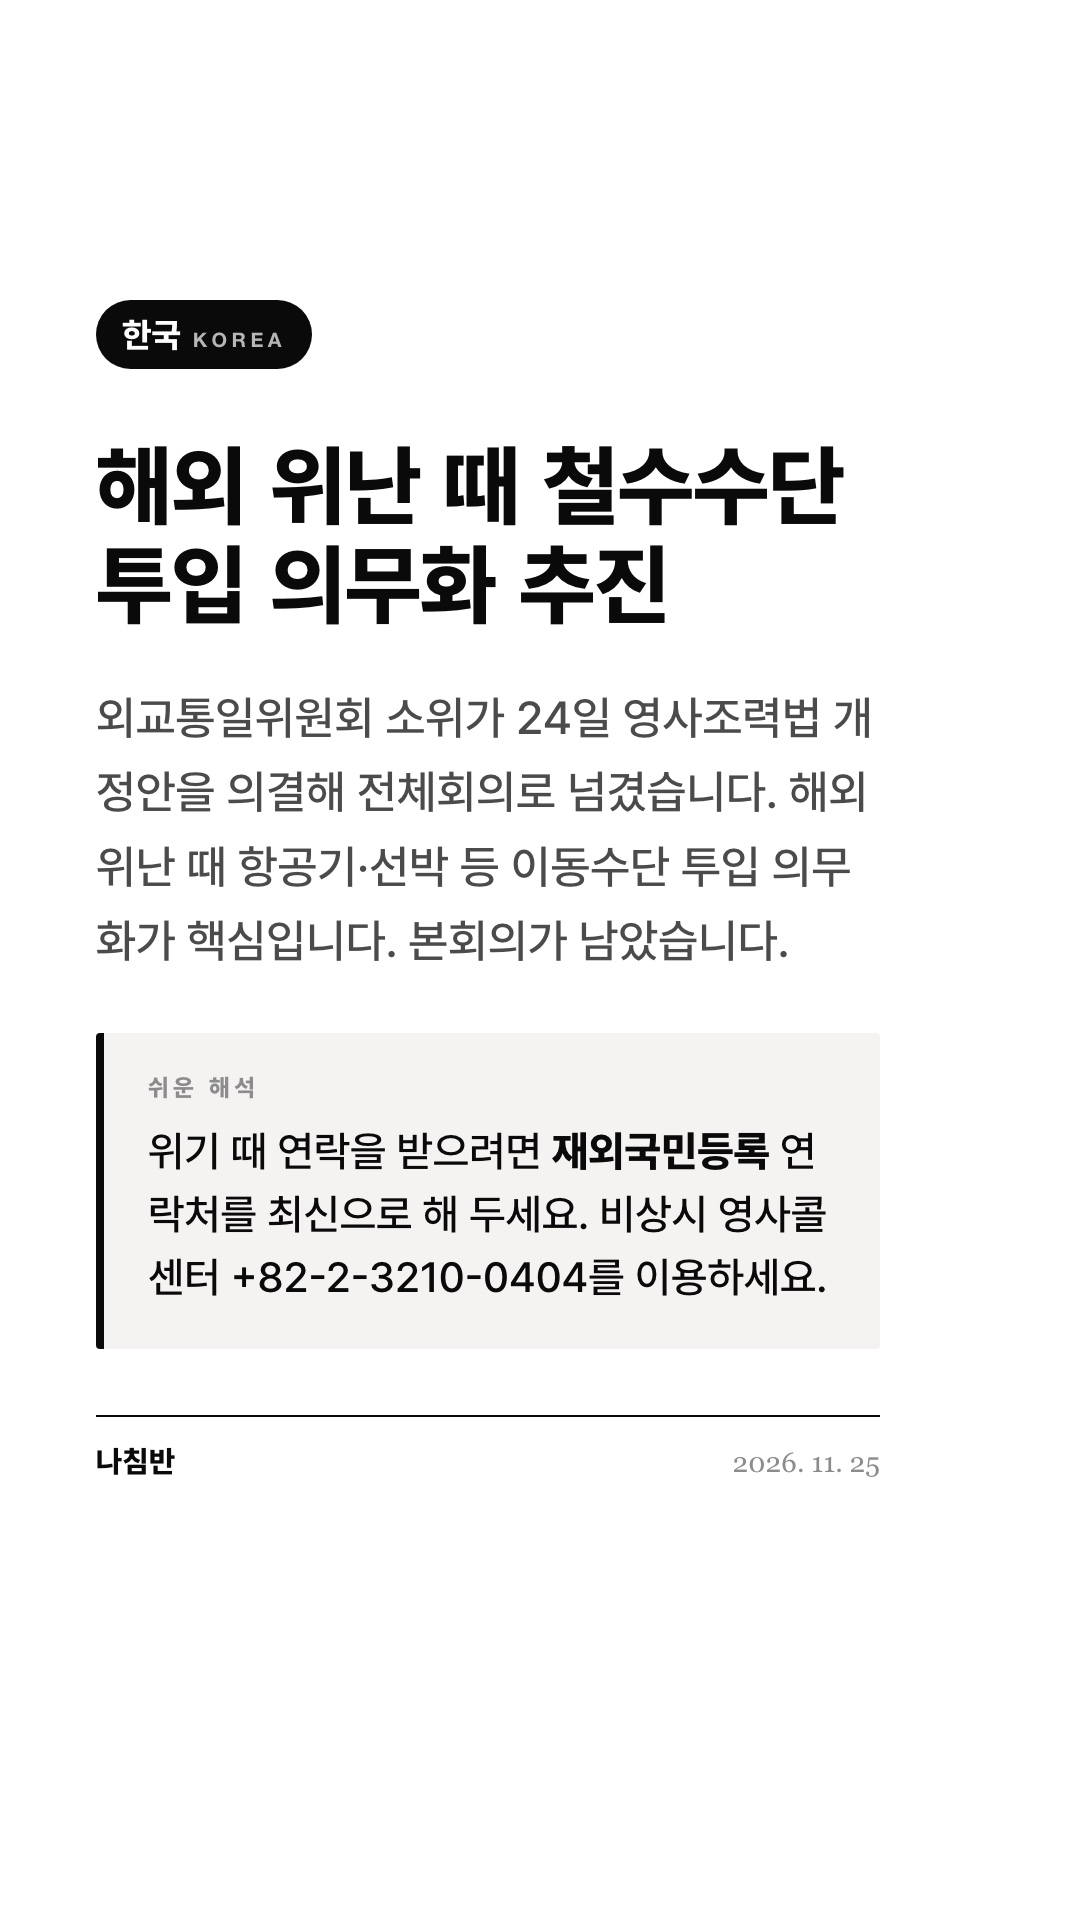 한국 KOREA
해외 위난 때 철수수단
투입 의무화 추진
외교통일위원회 소위가 24일 영사조력법 개
정안을 의결해 전체회의로 넘겼습니다. 해외
위난 때 항공기·선박 등 이동수단 투입 의무
화가 핵심입니다. 본회의가 남았습니다.
쉬운 해석
위기 때 연락을 받으려면 재외국민등록 연
락처를 최신으로 해 두세요. 비상시 영사콜
센터 +82-2-3210-0404를 이용하세요.
나침반 2026. 11. 25